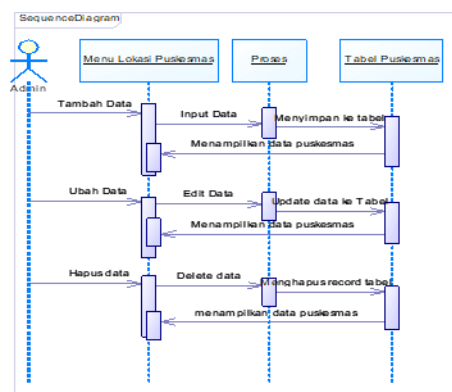 SequenceDiagram
Menu Lokasi Puskesmas
Proses
Tabel Puskesmas
Admin
Tambah Data
Input Data
Menyimpan ke tabel
Menampilkan data puskesmas
Ubah Data
Edit Data
Update data ke Tabel
Menampilkan data puskesmas
Hapus data
Delete data
Menghapus record tabel
menampilkan data puskesmas